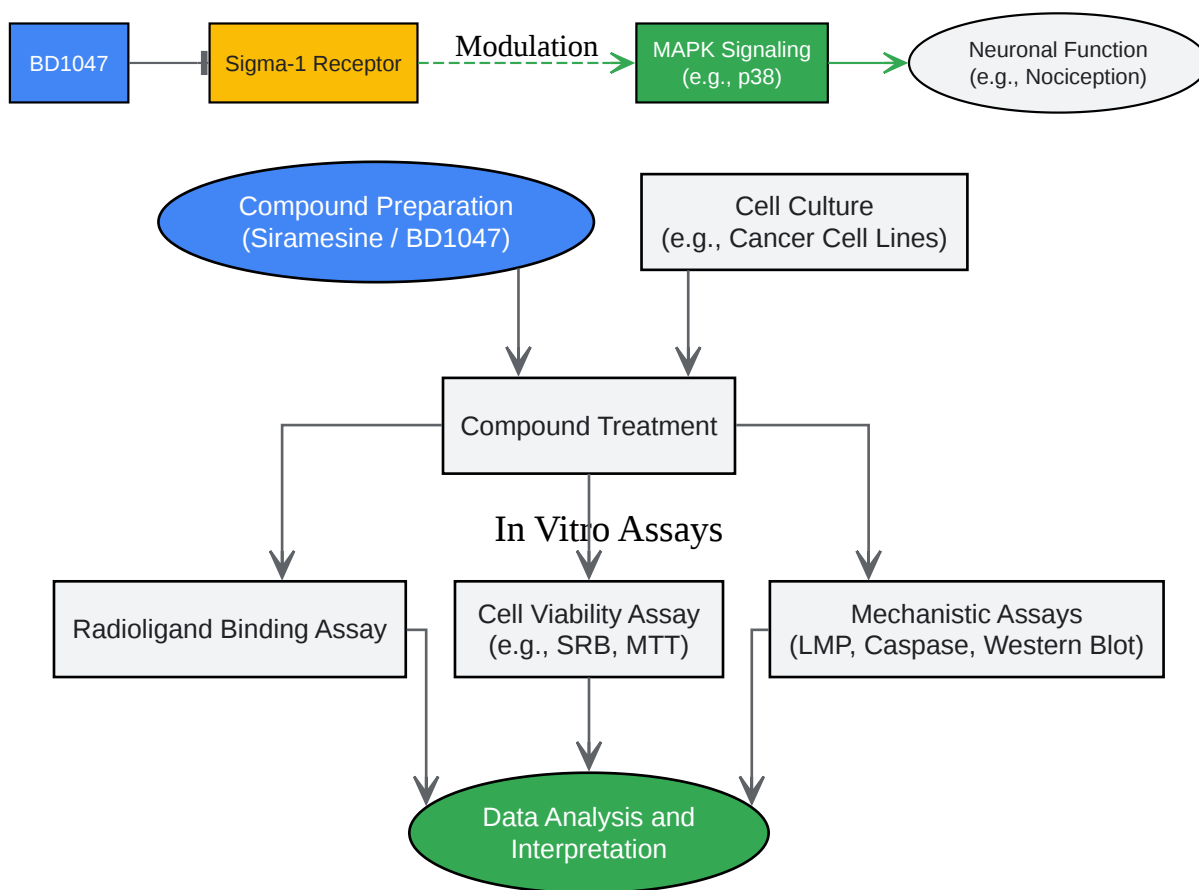 BD1047
Sigma-1 Receptor
Modulation
MAPK Signaling
(e.g., p38)
Neuronal Function
(e.g., Nociception)
Compound Preparation
(Siramesine / BD1047)
Cell Culture
(e.g., Cancer Cell Lines)
Compound Treatment
In Vitro Assays
Radioligand Binding Assay
Cell Viability Assay
(e.g., SRB, MTT)
Mechanistic Assays
(LMP, Caspase, Western Blot)
Data Analysis and
Interpretation